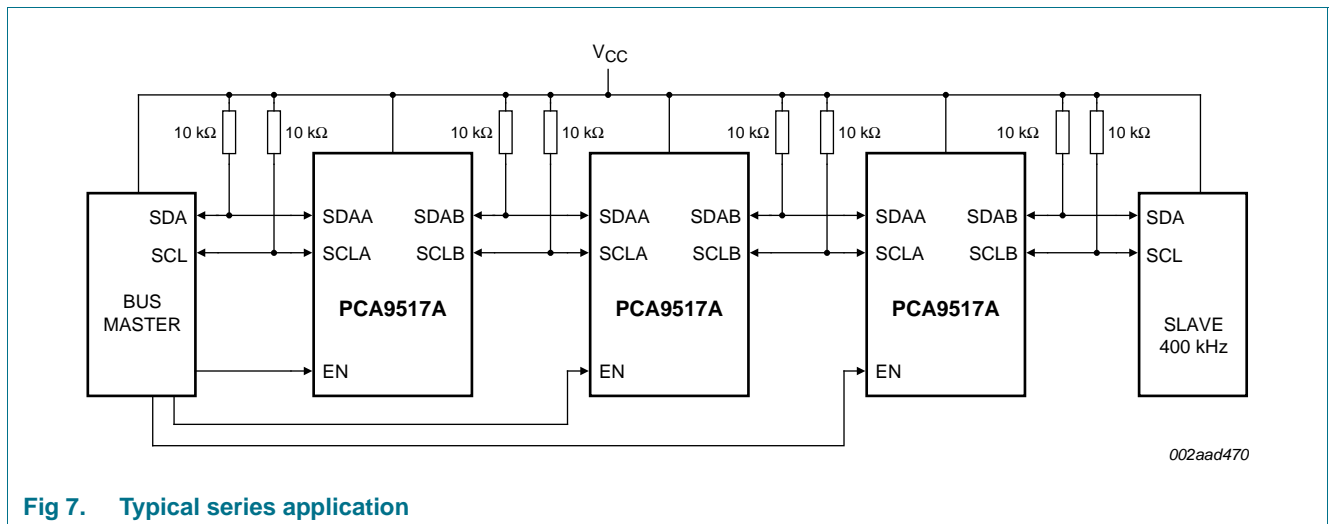 VCC
10 kΩ 10 kΩ 10 kΩ 10 kΩ 10 kΩ 10 kΩ 10 kΩ 10 kΩ
SDA SDAA SDAB SDAA SDAB SDAA SDAB SDA
SCL SCLA SCLB SCLA SCLB SCLA SCLB SCL
BUS
MASTER
PCA9517A PCA9517A PCA9517A
SLAVE
400 kHz
EN EN EN
002aad470
Fig 7. Typical series application